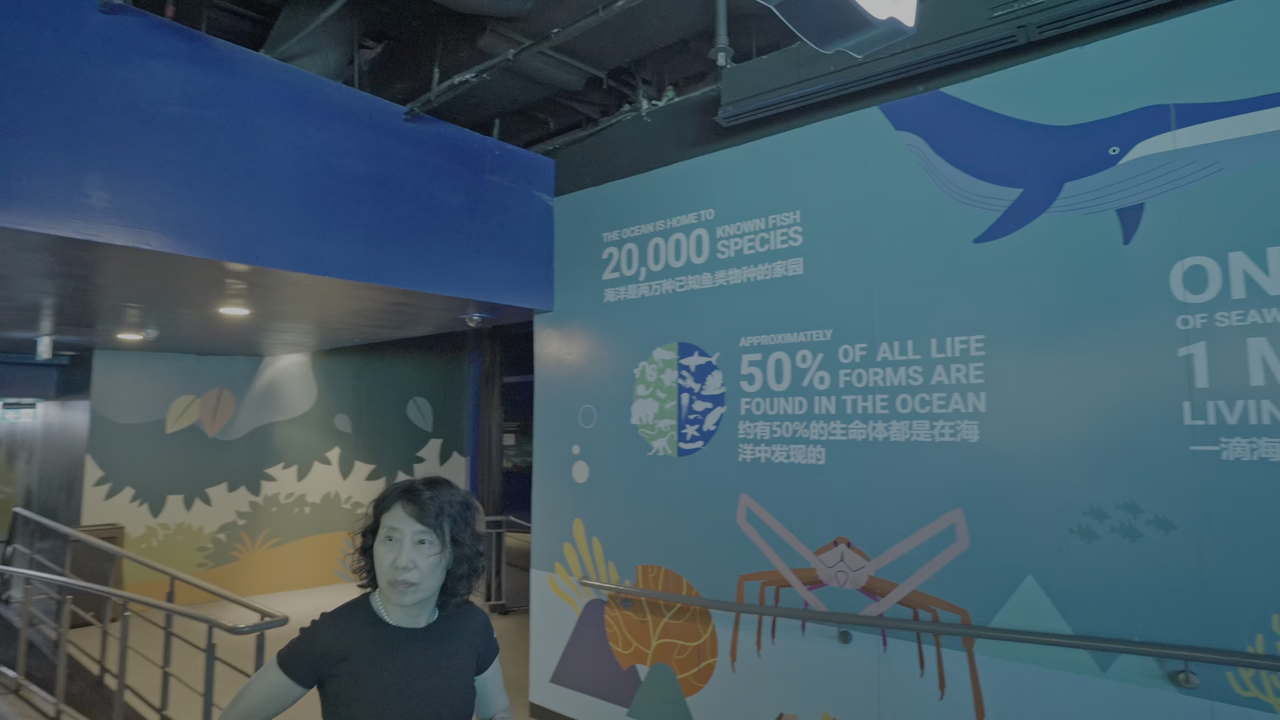 THE OCEAN IS HOME TO
20,000 KNOWN FISH SPECIES
海洋是两万种已知鱼类物种的家园
APPROXIMATELY
50% OF ALL LIFE FORMS ARE
FOUND IN THE OCEAN
约有50%的生命体都是在海
洋中发现的
ON
OF SEAW
1 M
LIVIN
一滴海